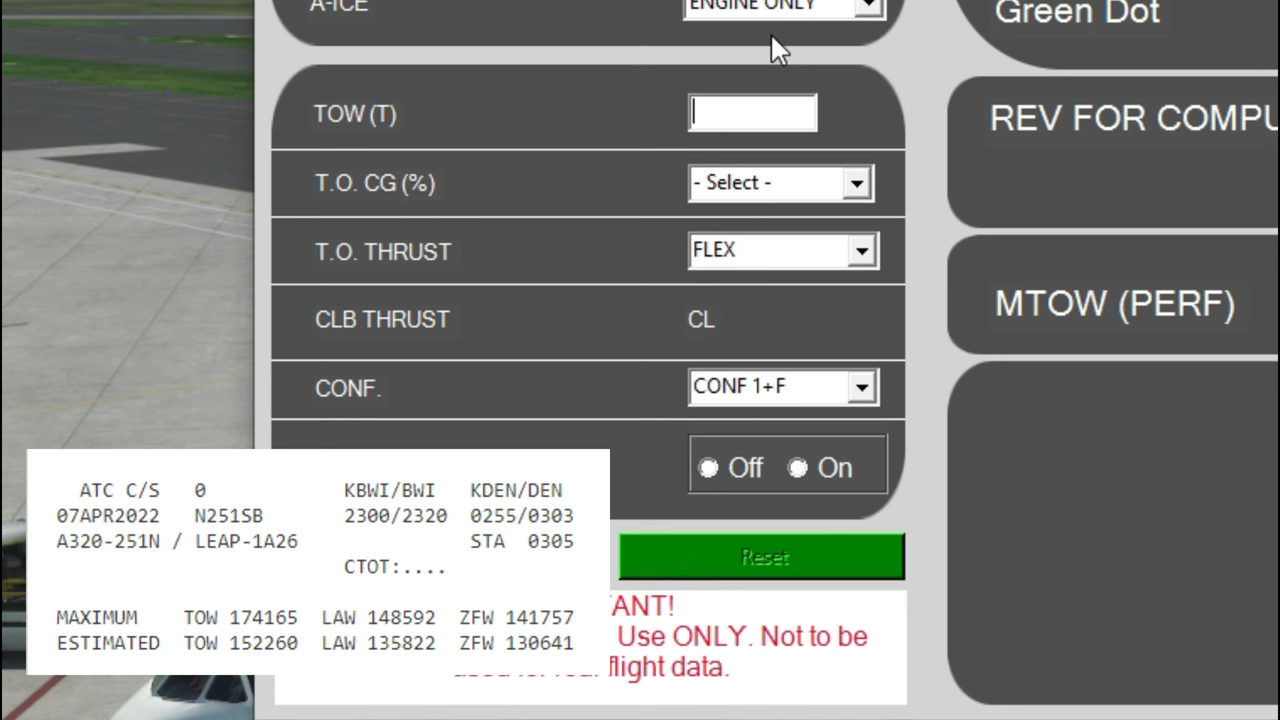 A-ICE ENGINE ONLY
Green Dot
TOW (T)
REV FOR COMPU
T.O. CG (%) - Select -
T.O. THRUST FLEX
CLB THRUST CL
MTOW (PERF)
CONF. CONF 1+F
Off On
Reset
ATC C/S 0 KBWI/BWI KDEN/DEN
07APR2022 N251SB 2300/2320 0255/0303
A320-251N / LEAP-1A26 STA 0305
CTOT:....
MAXIMUM TOW 174165 LAW 148592 ZFW 141757
ESTIMATED TOW 152260 LAW 135822 ZFW 130641
ANT!
Use ONLY. Not to be
flight data.